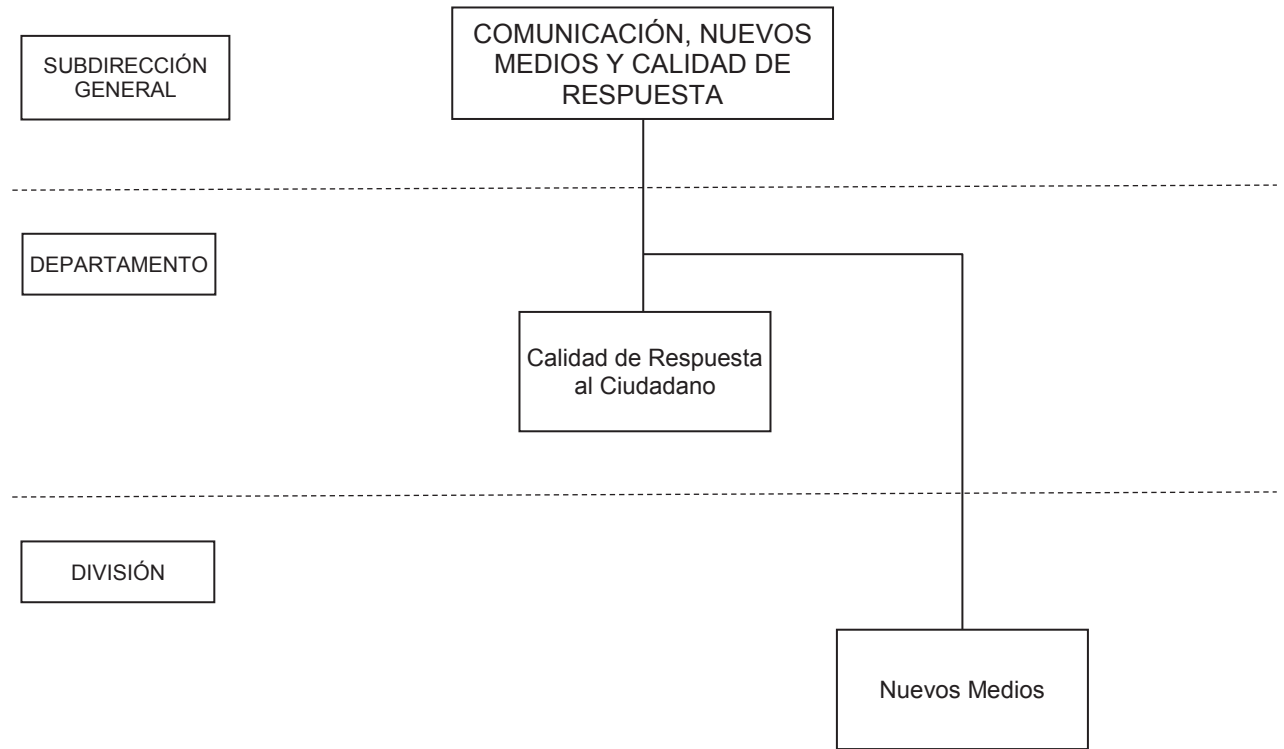 SUBDIRECCIÓN
GENERAL
COMUNICACIÓN, NUEVOS
MEDIOS Y CALIDAD DE
RESPUESTA
DEPARTAMENTO
Calidad de Respuesta
al Ciudadano
DIVISIÓN
Nuevos Medios